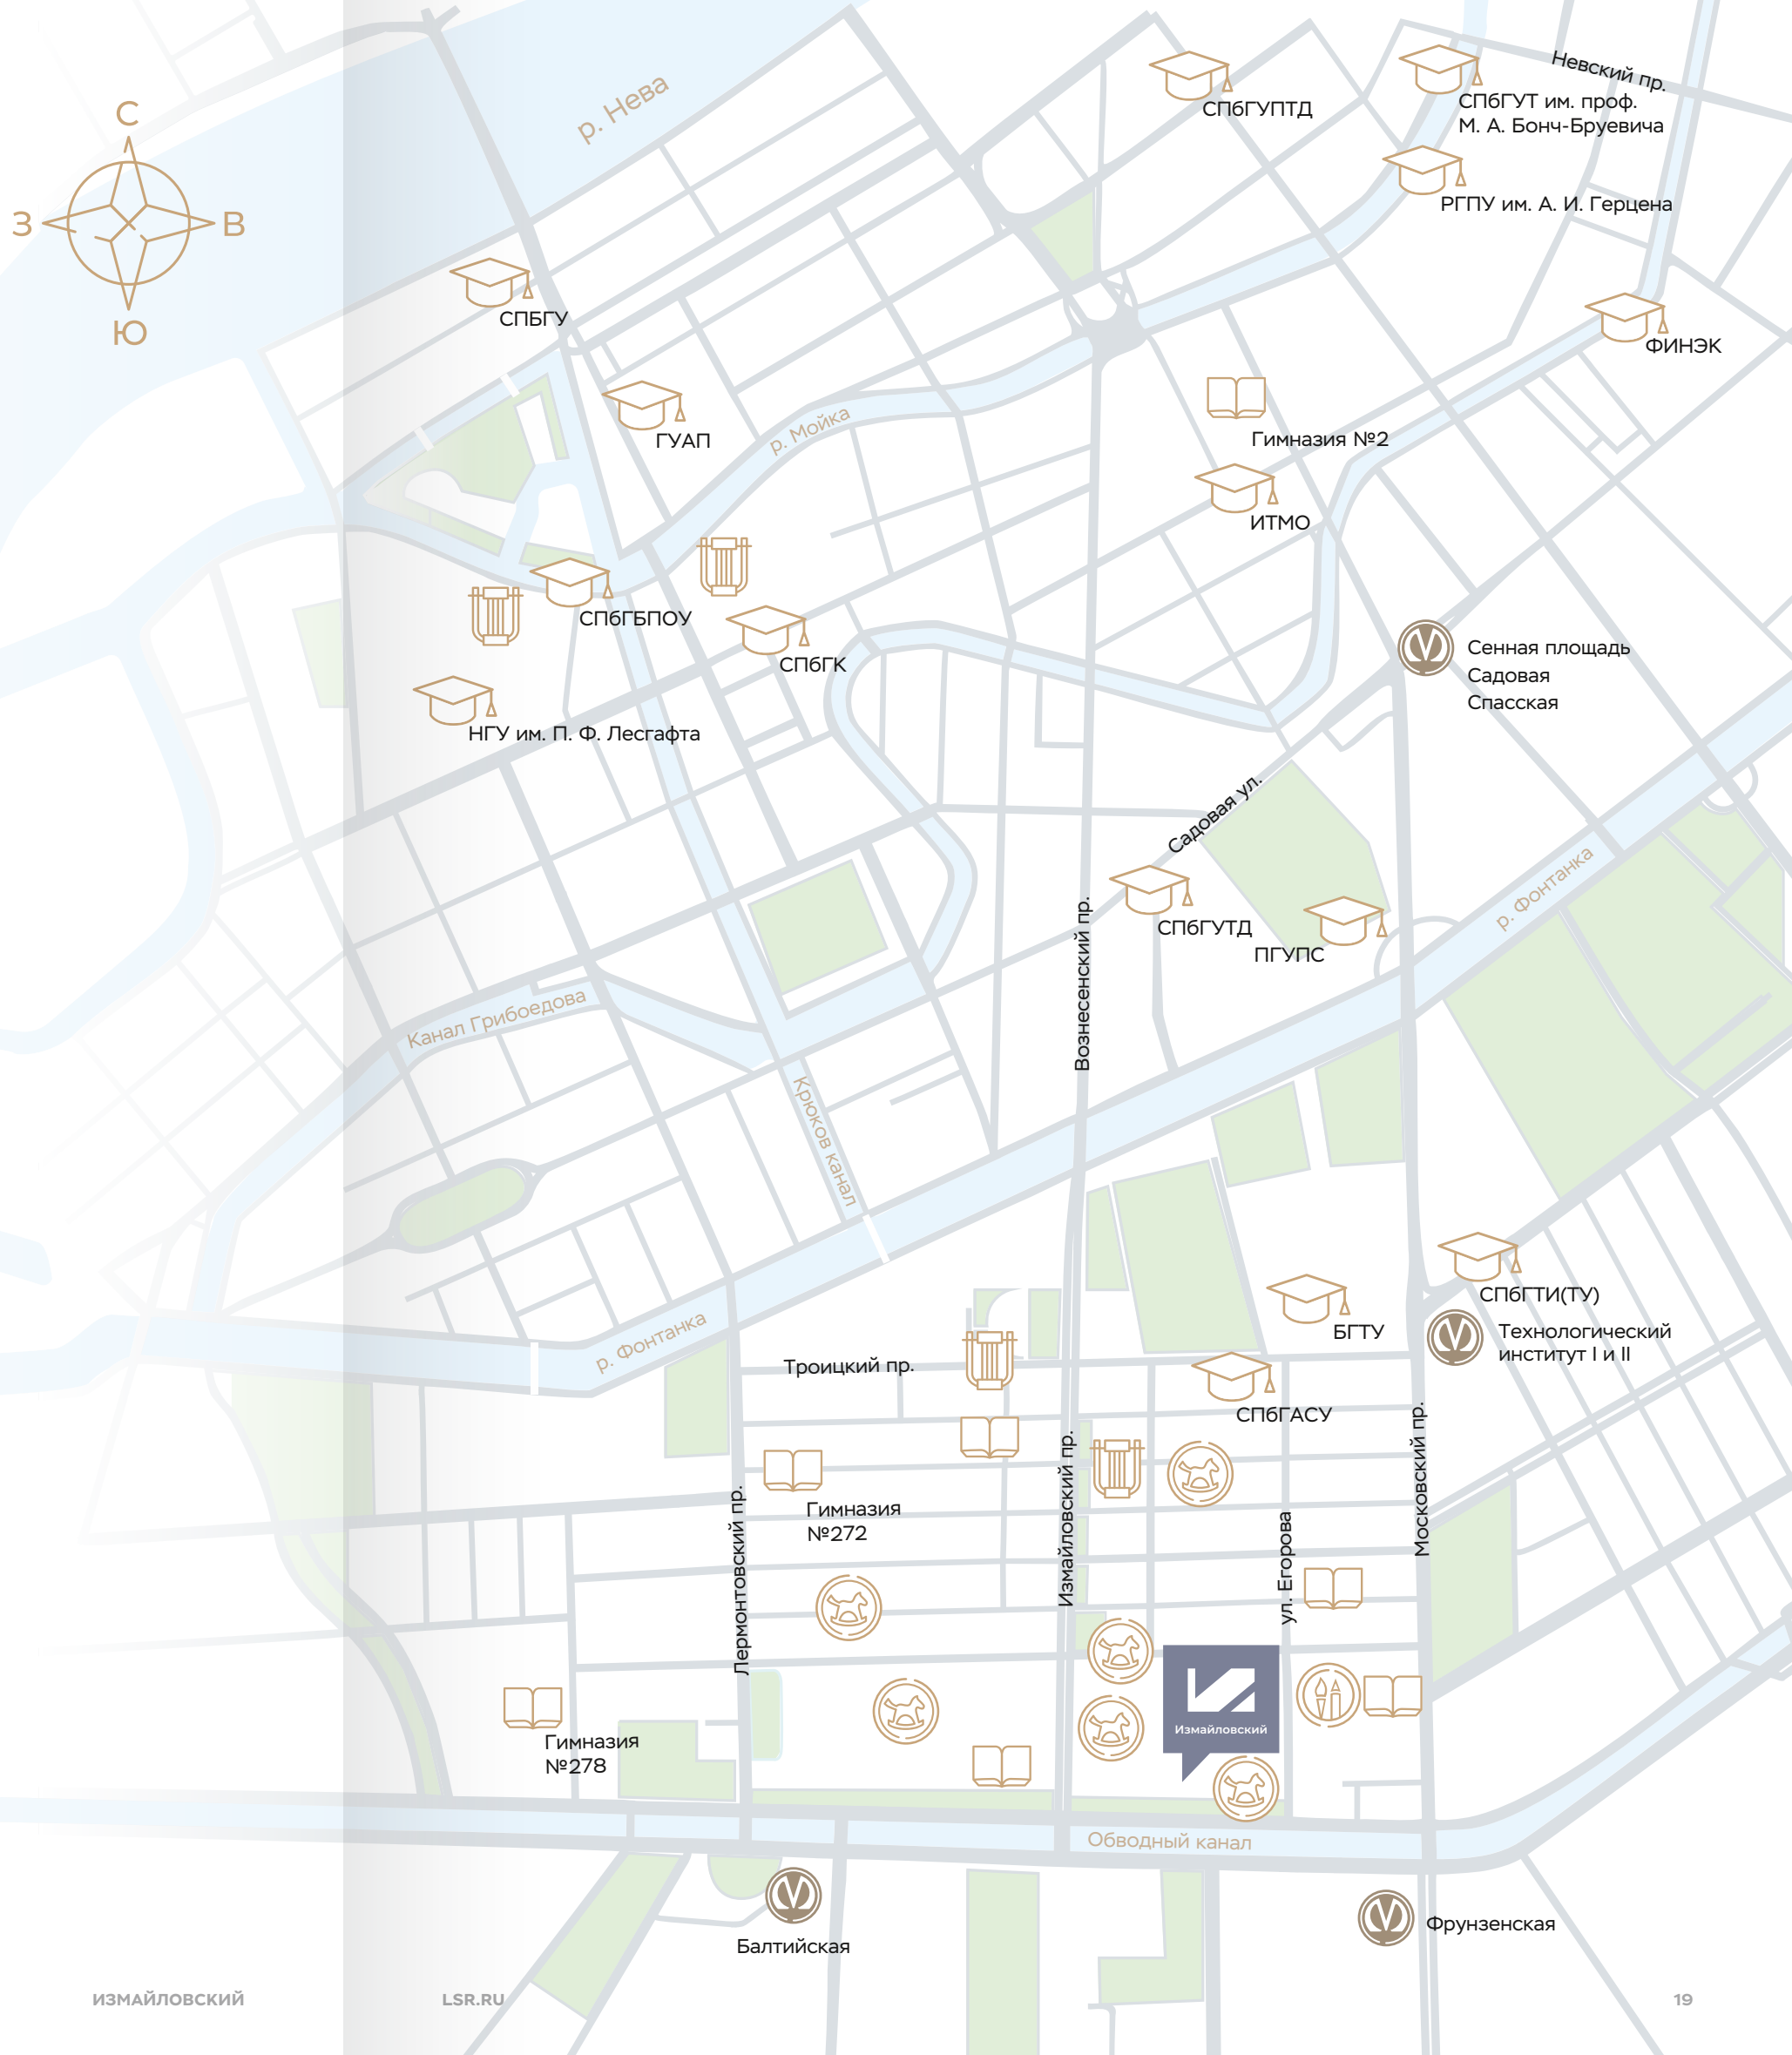 Невский пр.
СПбГУПТД
СПбГУТ им. проф.
М. А. Бонч-Бруевича
р. Нева
С
З
В
Ю
РГПУ им. А. И. Герцена
СПБГУ
ФИНЭК
ГУАП
р. Мойка
Гимназия №2
ИТМО
СПбГБПОУ
СПбГК
Сенная площадь
Садовая
Спасская
НГУ им. П. Ф. Лесгафта
Садовая ул.
р. Фонтанка
СПбГУТД
ПГУПС
Вознесенский пр.
Канал Грибоедова
Крюков канал
СПбГТИ(ТУ)
БГТУ
Технологический
институт I и II
р. Фонтанка
Троицкий пр.
СПбГАСУ
Московский пр.
Измайловский пр.
Лермонтовский пр.
Гимназия
№272
ул. Егорова
Измайловский
Гимназия
№278
Обводный канал
Фрунзенская
Балтийская
ИЗМАЙЛОВСКИЙ
LSR.RU
19